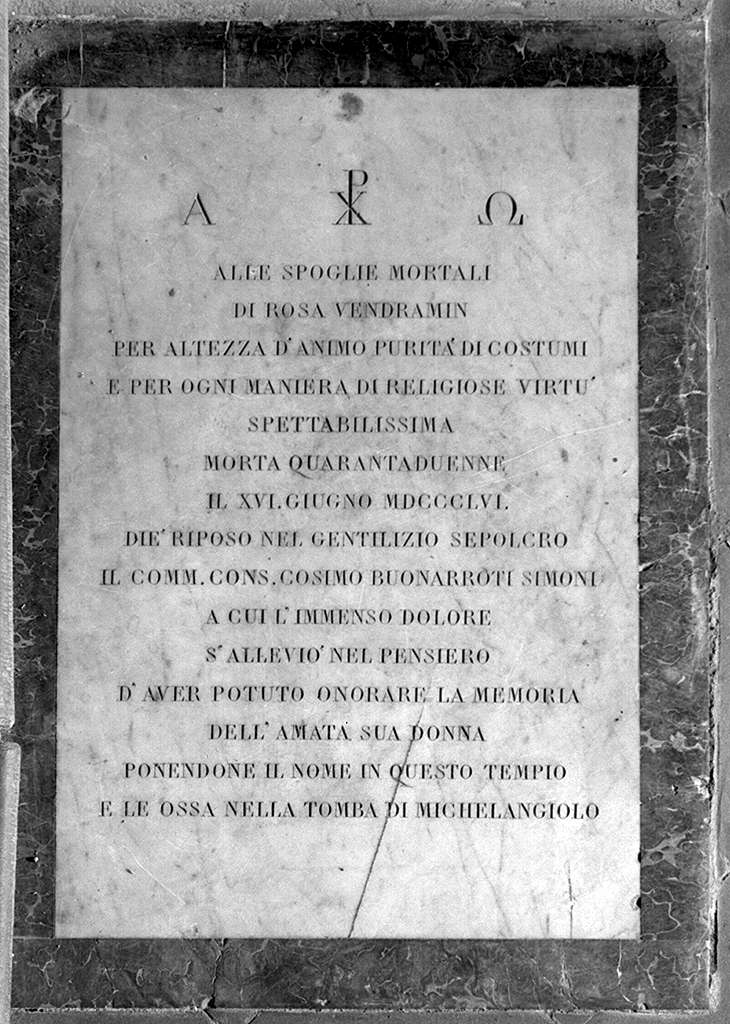 Α ☧ Ω
ALLE SPOGLIE MORTALI
DI ROSA VENDRAMIN
PER ALTEZZA D'ANIMO PURITA' DI COSTUMI
E PER OGNI MANIERA DI RELIGIOSE VIRTU'
SPETTABILISSIMA
MORTA QUARANTADUENNE
IL XVI. GIUGNO MDCCCLVI.
DIE' RIPOSO NEL GENTILIZIO SEPOLCRO
IL COMM. CONS. COSIMO BUONARROTI SIMONI
A CUI L'IMMENSO DOLORE
S'ALLEVIO' NEL PENSIERO
D'AVER POTUTO ONORARE LA MEMORIA
DELL'AMATA SUA DONNA
PONENDONE IL NOME IN QUESTO TEMPIO
E LE OSSA NELLA TOMBA DI MICHELANGIOLO